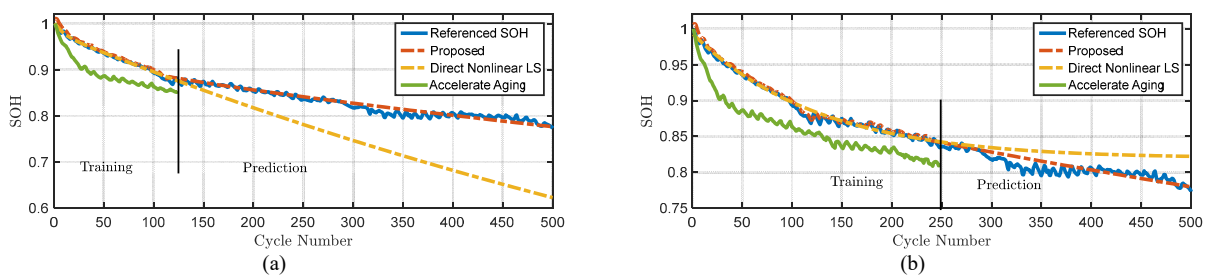 1
0.9
0.8
0.7
0.6
SOH
0 50 100 150 200 250 300 350 400 450 500
Cycle Number
Training
Prediction
Referenced SOH
Proposed
Direct Nonlinear LS
Accelerate Aging
(a)
1
0.95
0.9
0.85
0.8
0.75
SOH
0 50 100 150 200 250 300 350 400 450 500
Cycle Number
Training
Prediction
Referenced SOH
Proposed
Direct Nonlinear LS
Accelerate Aging
(b)